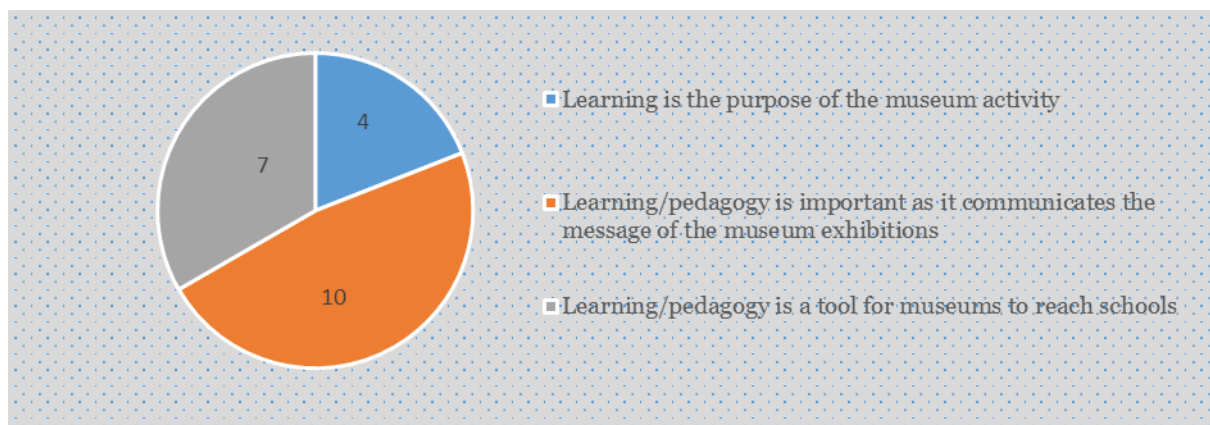 4
7
10
Learning is the purpose of the museum activity
Learning/pedagogy is important as it communicates the
message of the museum exhibitions
Learning/pedagogy is a tool for museums to reach schools